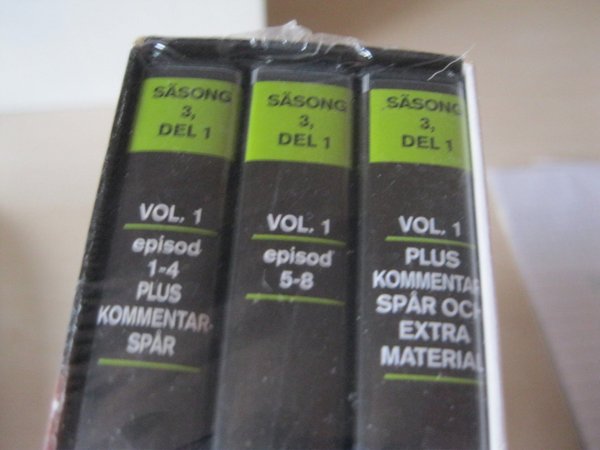 SÄSONG
3,
DEL 1
VOL. 1
episod
1-4
PLUS
KOMMENTAR-
SPÅR
SÄSONG
3,
DEL 1
VOL. 1
episod
5-8
SÄSONG
3,
DEL 1
VOL. 1
PLUS
KOMMENTAR
SPÅR OCH
EXTRA
MATERIAL